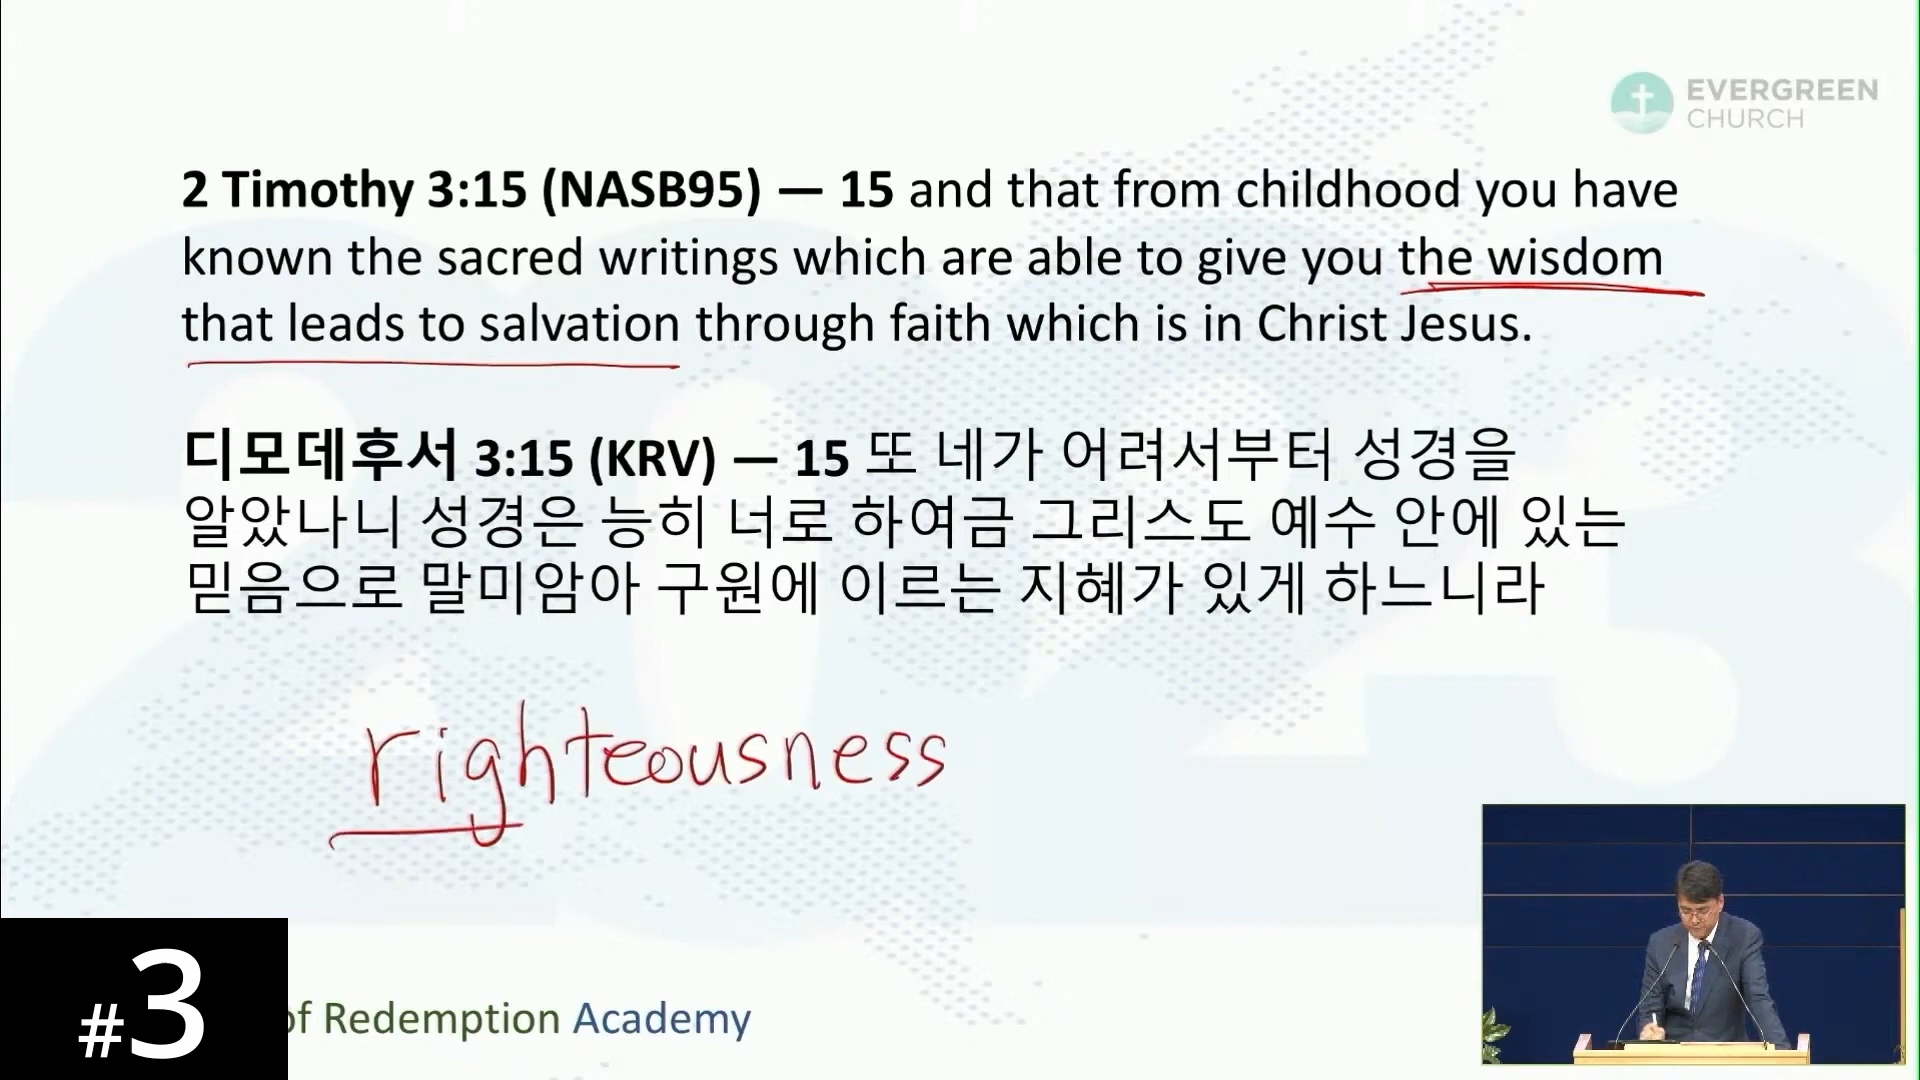 EVERGREEN
CHURCH
2 Timothy 3:15 (NASB95) — 15 and that from childhood you have
known the sacred writings which are able to give you the wisdom
that leads to salvation through faith which is in Christ Jesus.
디모데후서 3:15 (KRV) — 15 또 네가 어려서부터 성경을
알았나니 성경은 능히 너로 하여금 그리스도 예수 안에 있는
믿음으로 말미암아 구원에 이르는 지혜가 있게 하느니라
righteousness
#3
of Redemption Academy